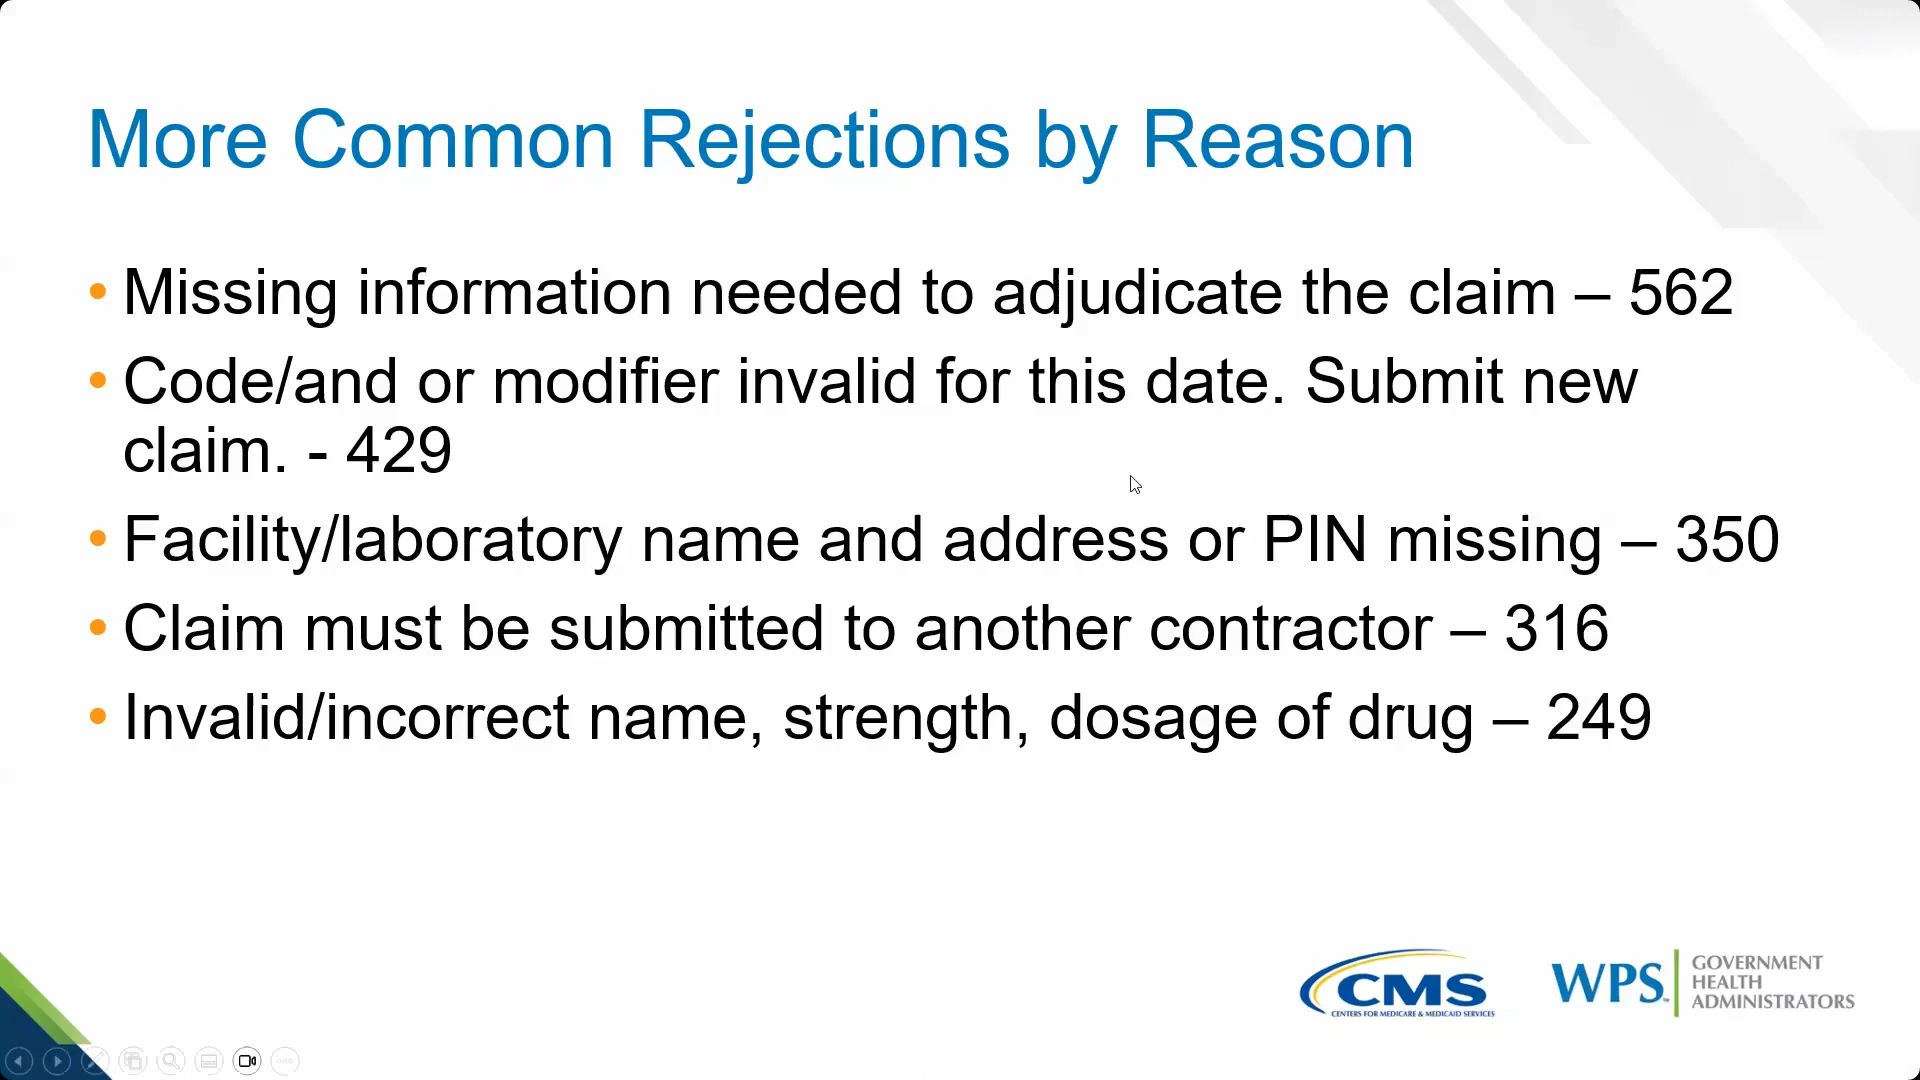 More Common Rejections by Reason
• Missing information needed to adjudicate the claim – 562
• Code/and or modifier invalid for this date. Submit new
claim. - 429
• Facility/laboratory name and address or PIN missing – 350
• Claim must be submitted to another contractor – 316
• Invalid/incorrect name, strength, dosage of drug – 249
CMS
CENTERS FOR MEDICARE & MEDICAID SERVICES
WPS™
GOVERNMENT
HEALTH
ADMINISTRATORS